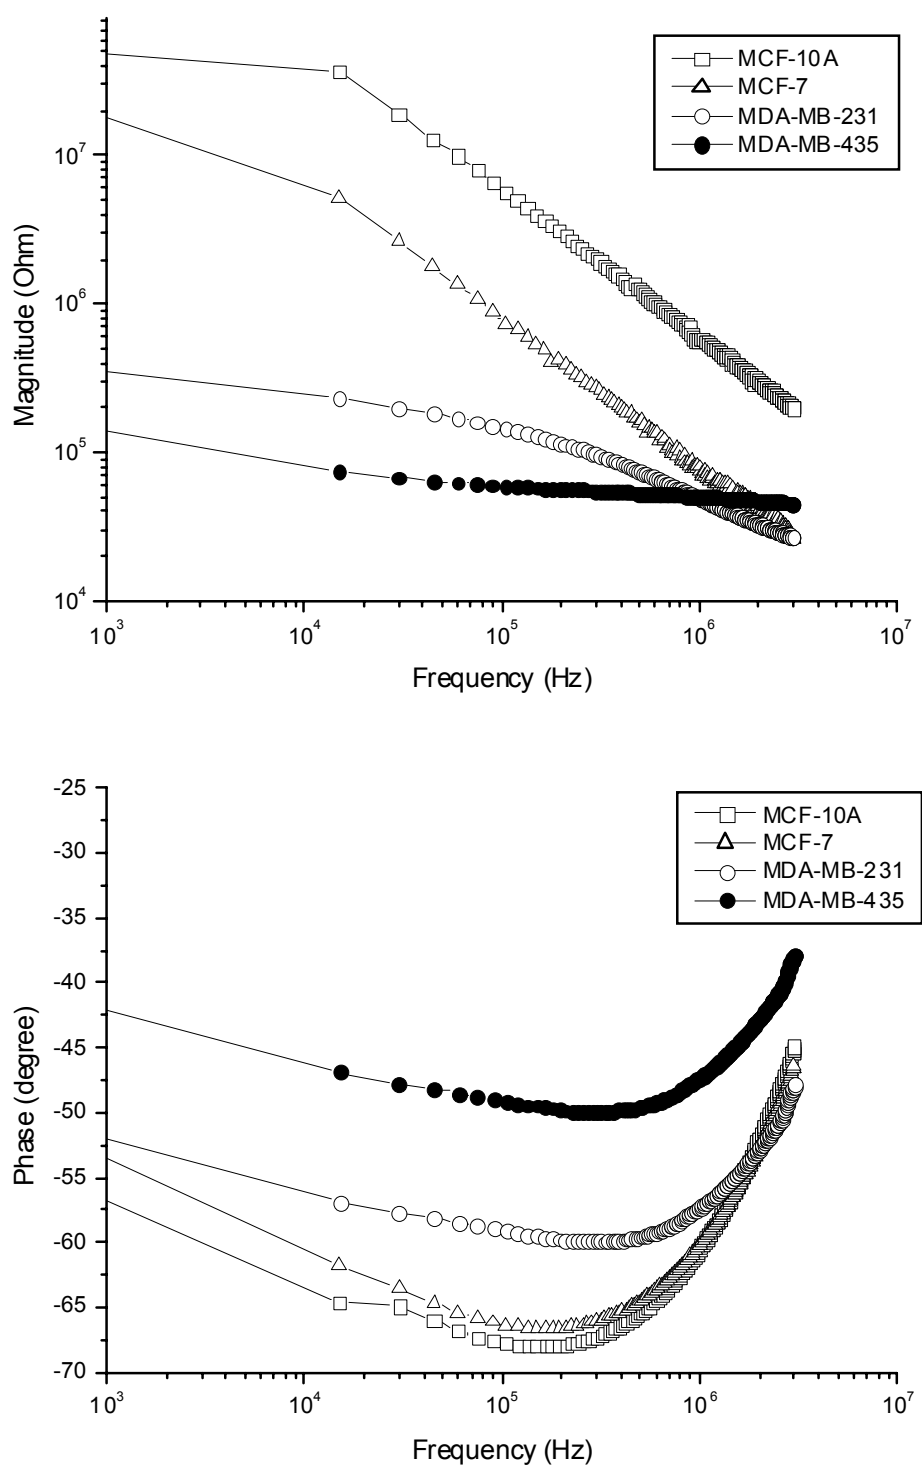 MCF-10A
MCF-7
MDA-MB-231
MDA-MB-435
10^7
10^6
10^5
10^4
Magnitude (Ohm)
10^3 10^4 10^5 10^6 10^7
Frequency (Hz)
-25
-30
-35
-40
-45
-50
-55
-60
-65
-70
Phase (degree)
MCF-10A
MCF-7
MDA-MB-231
MDA-MB-435
10^3 10^4 10^5 10^6 10^7
Frequency (Hz)